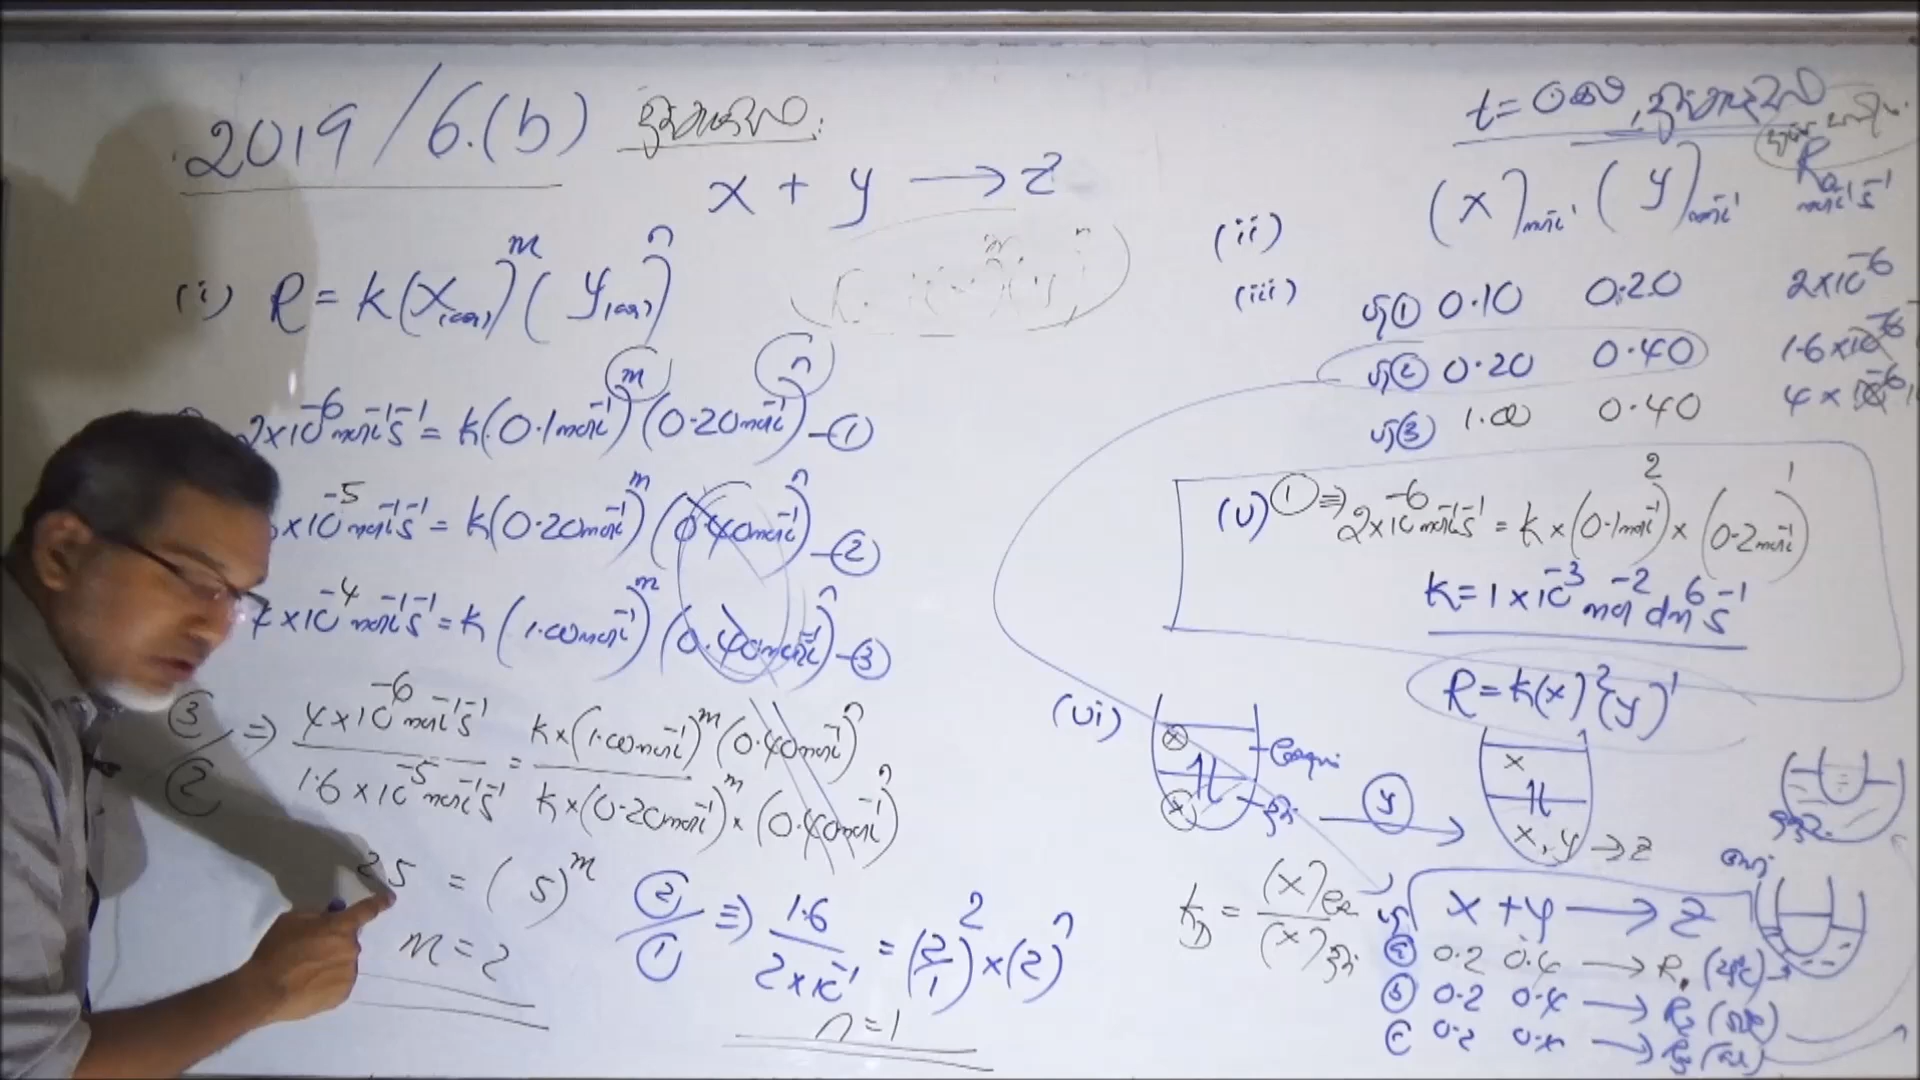 2019 / 6.(b)
x + y → z
(i) R = k(X(aq))^m (Y(aq))^n
2×10^-6 mol l^-1 s^-1 = k(0.1 mol l^-1)^m (0.20 mol l^-1)^n —①
×10^-5 mol l^-1 s^-1 = k(0.20 mol l^-1)^m (0.40 mol l^-1)^n —②
4×10^-4 mol l^-1 s^-1 = k(1.00 mol l^-1)^m (0.40 mol l^-1)^n —③
③/② ⇒ 4×10^-6 mol l^-1 s^-1 / 1.6×10^-5 mol l^-1 s^-1 = k×(1.00 mol l^-1)^m (0.40 mol l^-1)^n / k×(0.20 mol l^-1)^m × (0.40 mol l^-1)^n
25 = (5)^m
m = 2
②/① ⇒ 1.6 / 2×10^-1 = (2/1)^2 × (2)^n
n = 1
t =
(x) mol l^-1 (y) mol l^-1 R mol l^-1 s^-1
(ii)
(iii)
① 0.10 0.20 2×10^-6
② 0.20 0.40 1.6×10
③ 1.00 0.40 4×
(v) ① ⇒ 2×10^-6 mol l^-1 s^-1 = k × (0.1 mol l^-1)^2 × (0.2 mol l^-1)^1
k = 1×10^-3 mol^-2 dm^6 s^-1
R = k(x)^2 (y)^1
(vi)
x
x
y
x
x, y → z
k_D = (x) / (x)
x + y → z
ⓐ 0.2 0.4 → R₁
ⓑ 0.2 0.4 → R₂
ⓒ 0.2 0.4 → R₃